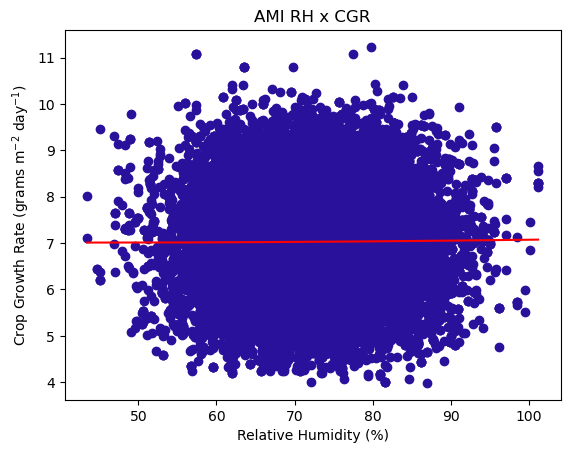 AMI RH x CGR
11
10
9
8
7
6
5
4
Crop Growth Rate (grams m⁻² day⁻¹)
50 60 70 80 90 100
Relative Humidity (%)